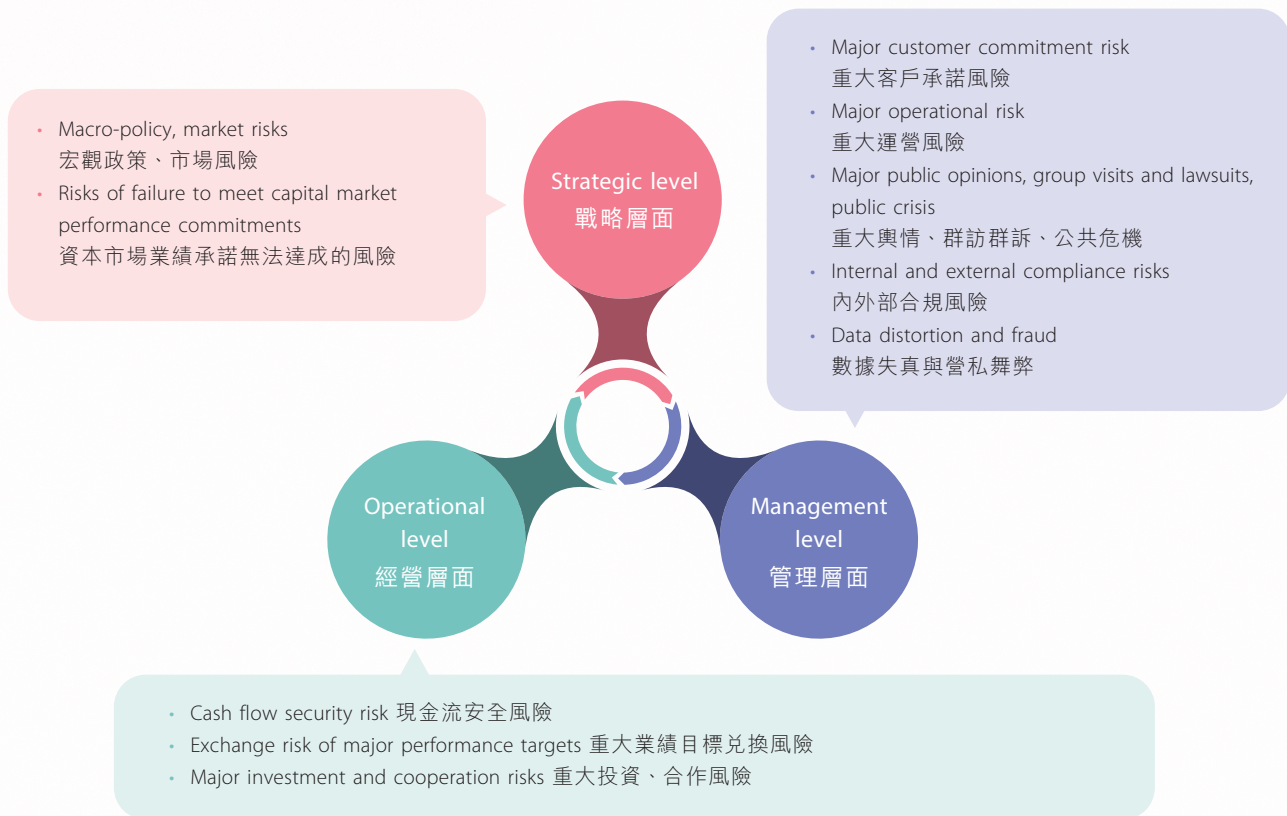 • Macro-policy, market risks
宏觀政策、市場風險
• Risks of failure to meet capital market
performance commitments
資本市場業績承諾無法達成的風險
Strategic level
戰略層面
• Major customer commitment risk
重大客戶承諾風險
• Major operational risk
重大運營風險
• Major public opinions, group visits and lawsuits,
public crisis
重大輿情、群訪群訴、公共危機
• Internal and external compliance risks
內外部合規風險
• Data distortion and fraud
數據失真與營私舞弊
Operational
level
經營層面
Management
level
管理層面
• Cash flow security risk 現金流安全風險
• Exchange risk of major performance targets 重大業績目標兌換風險
• Major investment and cooperation risks 重大投資、合作風險